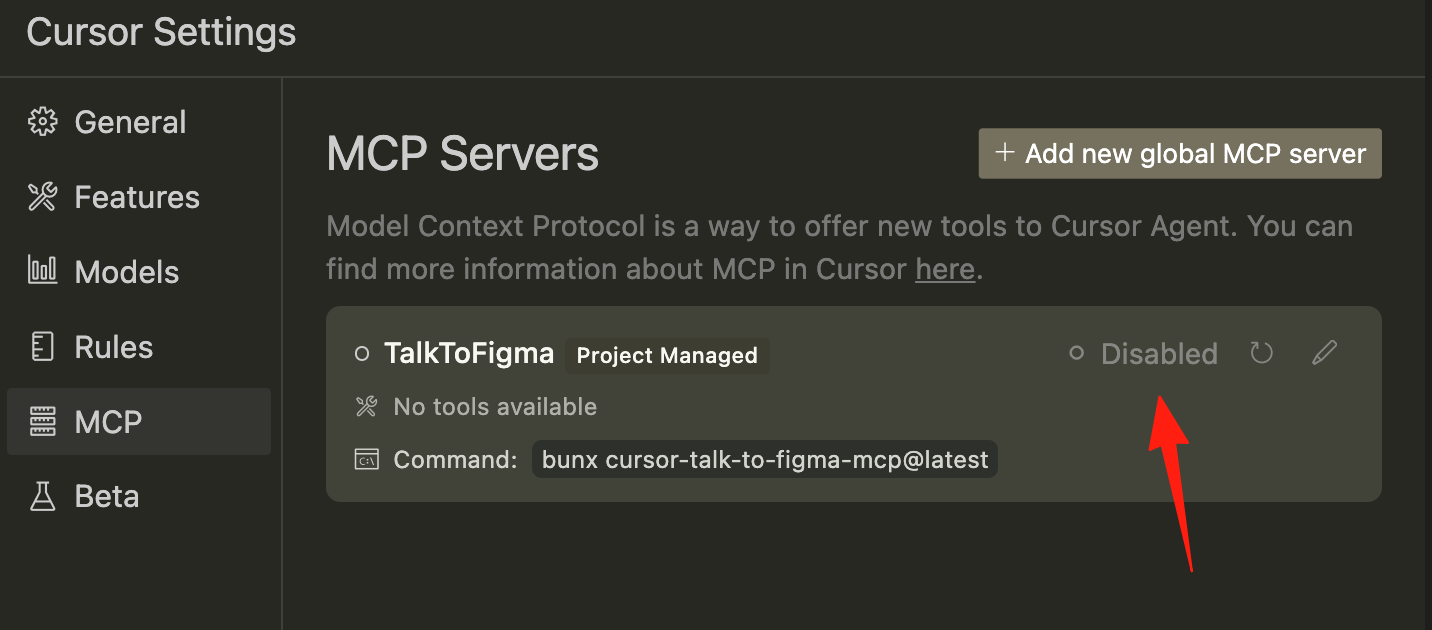 Cursor Settings
General
Features
Models
Rules
MCP
Beta
MCP Servers
+ Add new global MCP server
Model Context Protocol is a way to offer new tools to Cursor Agent. You can
find more information about MCP in Cursor here.
TalkToFigma Project Managed Disabled
No tools available
C:\ Command: bunx cursor-talk-to-figma-mcp@latest